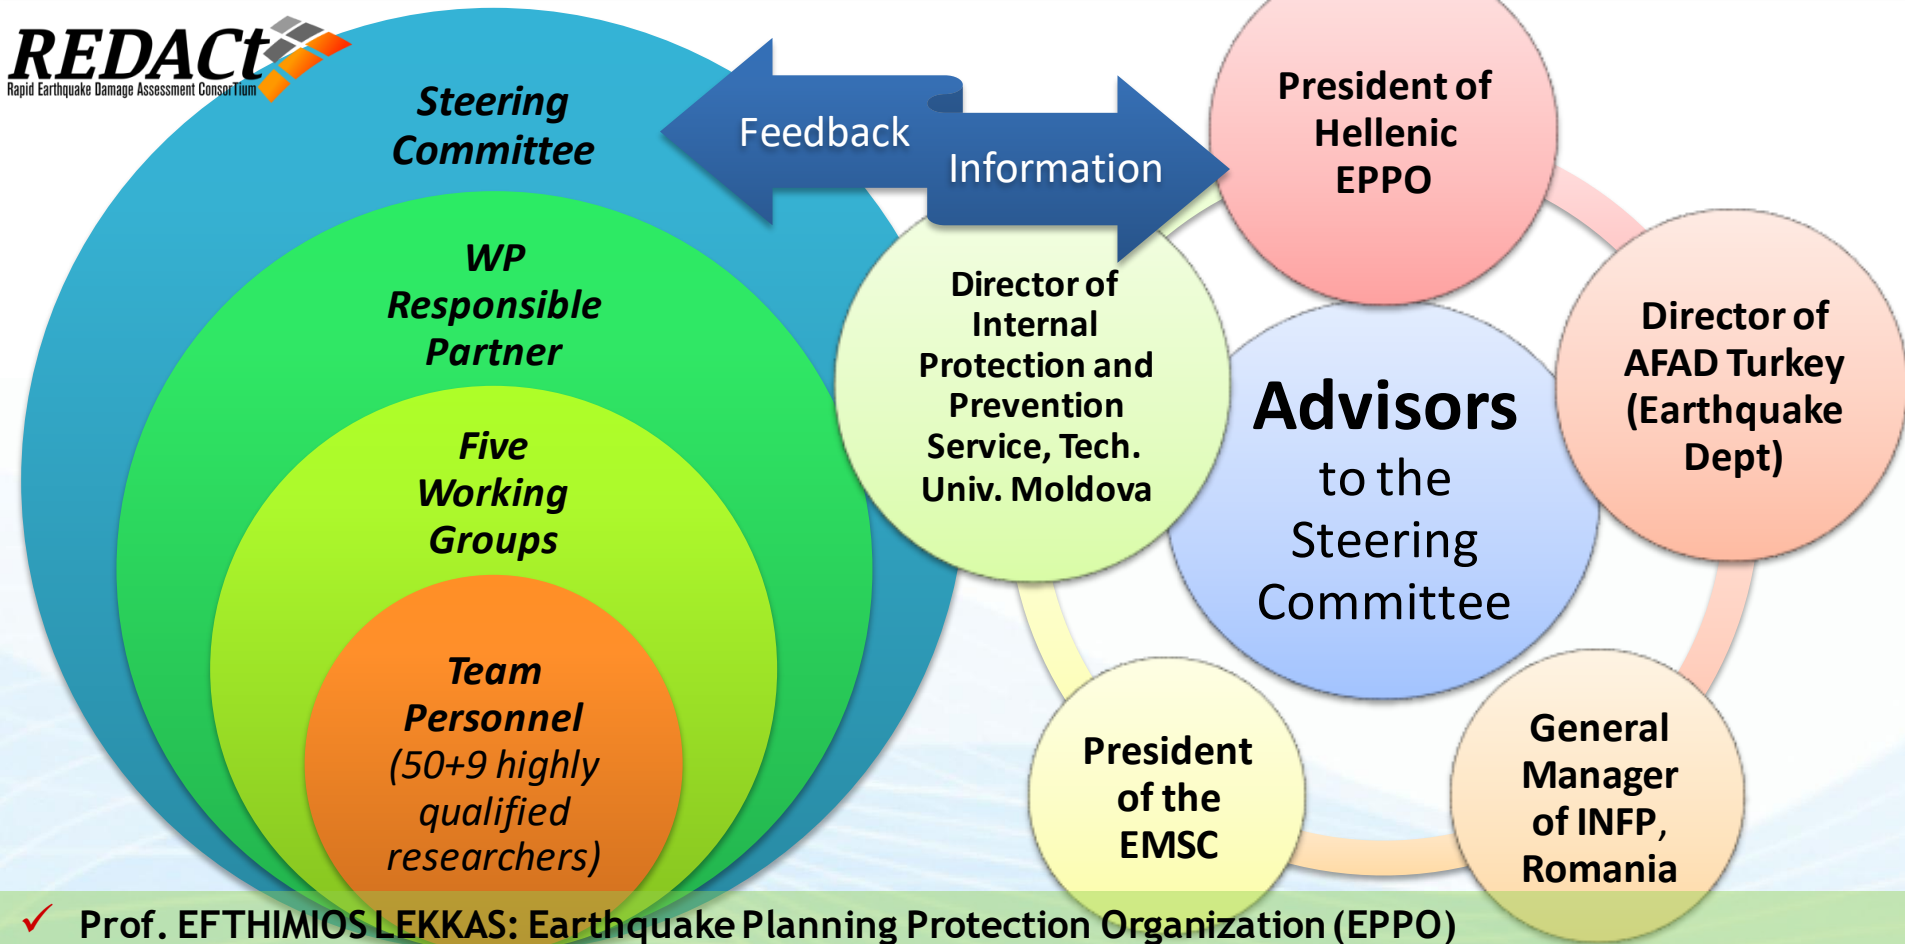 REDACt
Rapid Earthquake Damage Assessment ConsorTium
Steering
Committee
WP
Responsible
Partner
Five
Working
Groups
Team
Personnel
(50+9 highly
qualified
researchers)
Feedback
Information
President of
Hellenic
EPPO
Director of
AFAD Turkey
(Earthquake
Dept)
General
Manager
of INFP,
Romania
President
of the
EMSC
Director of
Internal
Protection and
Prevention
Service, Tech.
Univ. Moldova
Advisors
to the
Steering
Committee
✓ Prof. EFTHIMIOS LEKKAS: Earthquake Planning Protection Organization (EPPO)